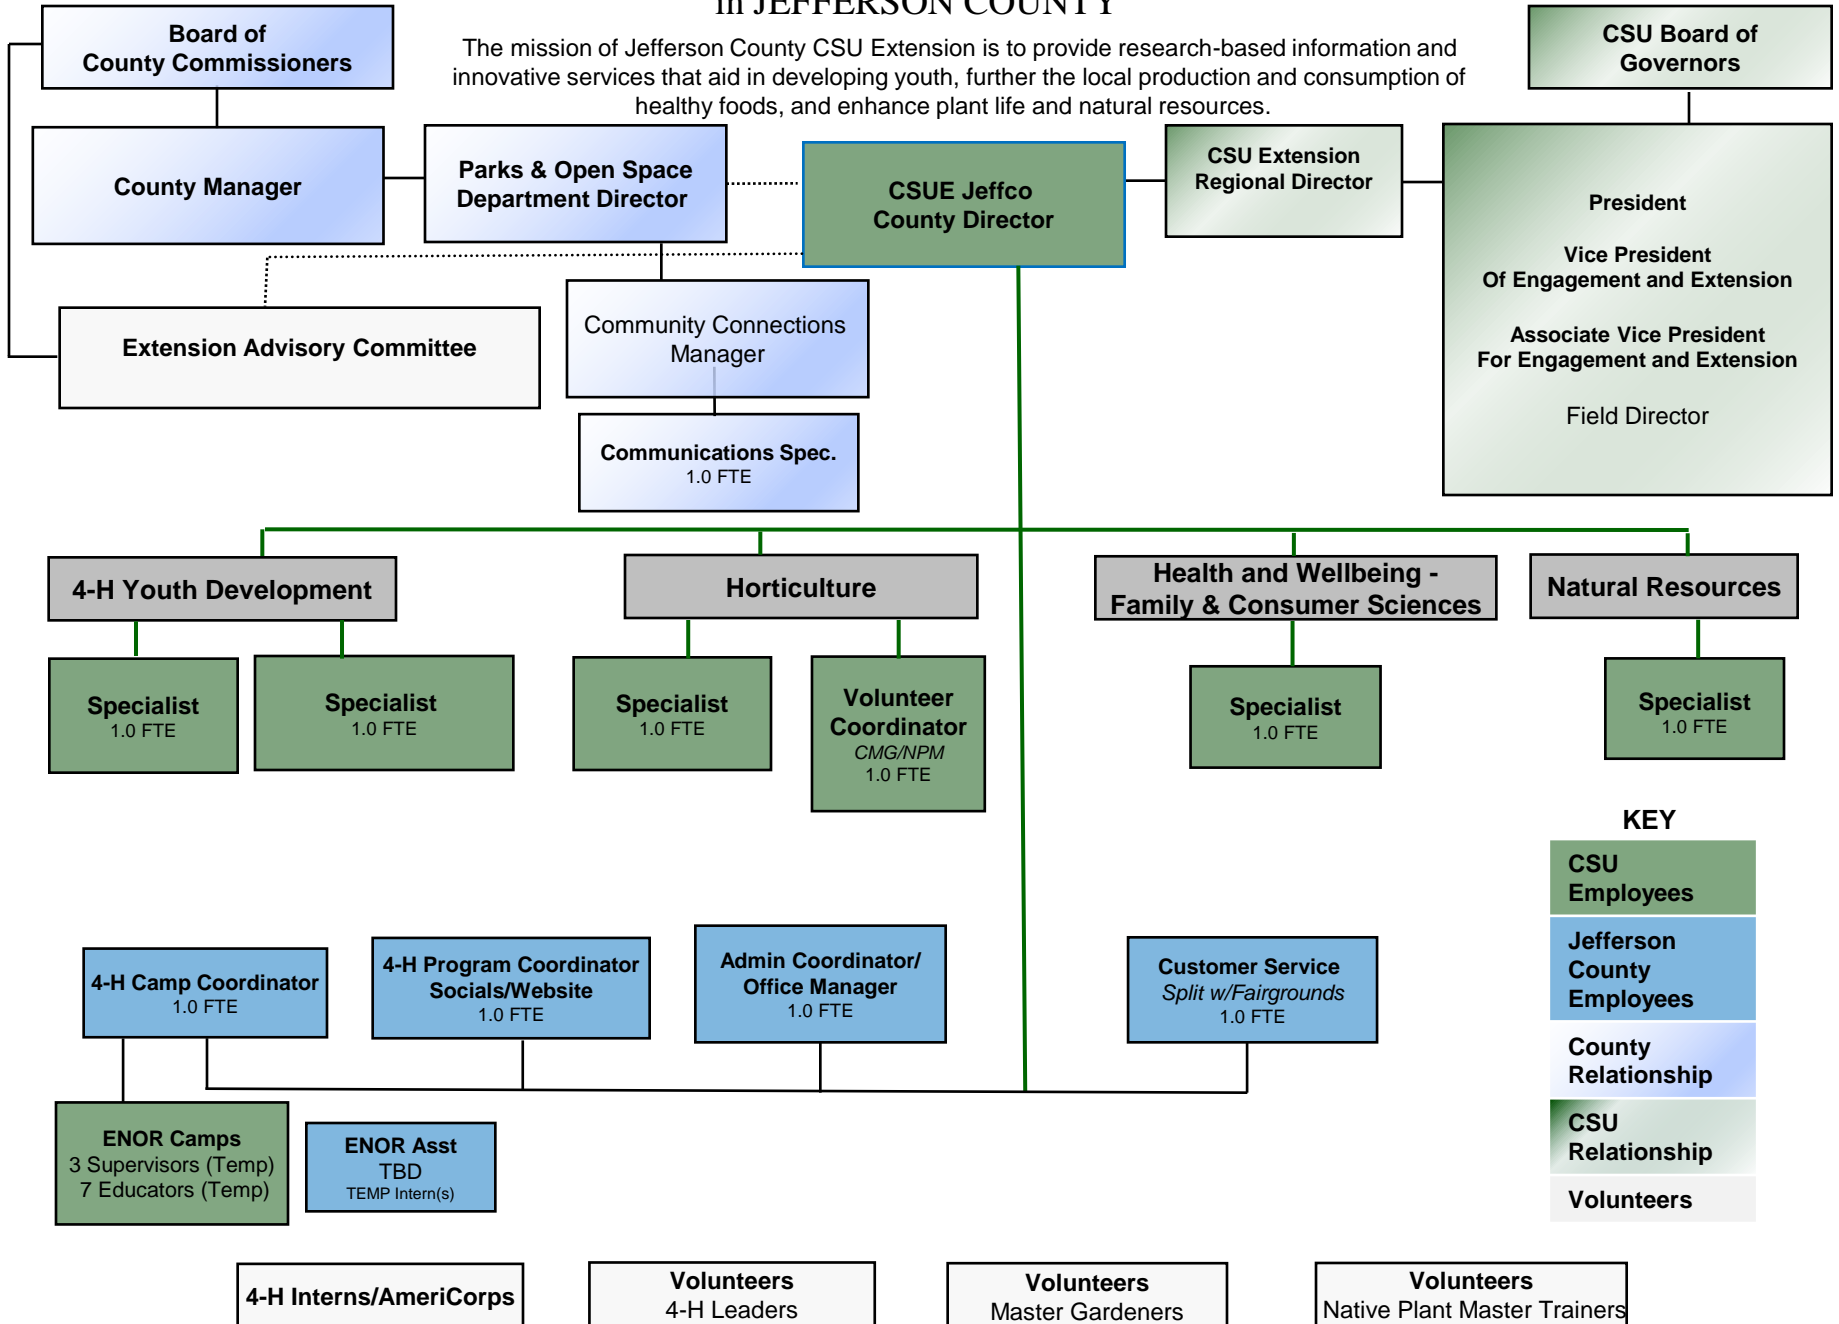 in JEFFERSON COUNTY
The mission of Jefferson County CSU Extension is to provide research-based information and
innovative services that aid in developing youth, further the local production and consumption of
healthy foods, and enhance plant life and natural resources.
Board of
County Commissioners
CSU Board of
Governors
County Manager
Parks & Open Space
Department Director
CSUE Jeffco
County Director
CSU Extension
Regional Director
President
Vice President
Of Engagement and Extension
Associate Vice President
For Engagement and Extension
Field Director
Extension Advisory Committee
Community Connections
Manager
Communications Spec.
1.0 FTE
4-H Youth Development
Horticulture
Health and Wellbeing -
Family & Consumer Sciences
Natural Resources
Specialist
1.0 FTE
Specialist
1.0 FTE
Specialist
1.0 FTE
Volunteer
Coordinator
CMG/NPM
1.0 FTE
Specialist
1.0 FTE
Specialist
1.0 FTE
KEY
CSU
Employees
Jefferson
County
Employees
County
Relationship
CSU
Relationship
Volunteers
4-H Camp Coordinator
1.0 FTE
4-H Program Coordinator
Socials/Website
1.0 FTE
Admin Coordinator/
Office Manager
1.0 FTE
Customer Service
Split w/Fairgrounds
1.0 FTE
ENOR Camps
3 Supervisors (Temp)
7 Educators (Temp)
ENOR Asst
TBD
TEMP Intern(s)
4-H Interns/AmeriCorps
Volunteers
4-H Leaders
Volunteers
Master Gardeners
Volunteers
Native Plant Master Trainers